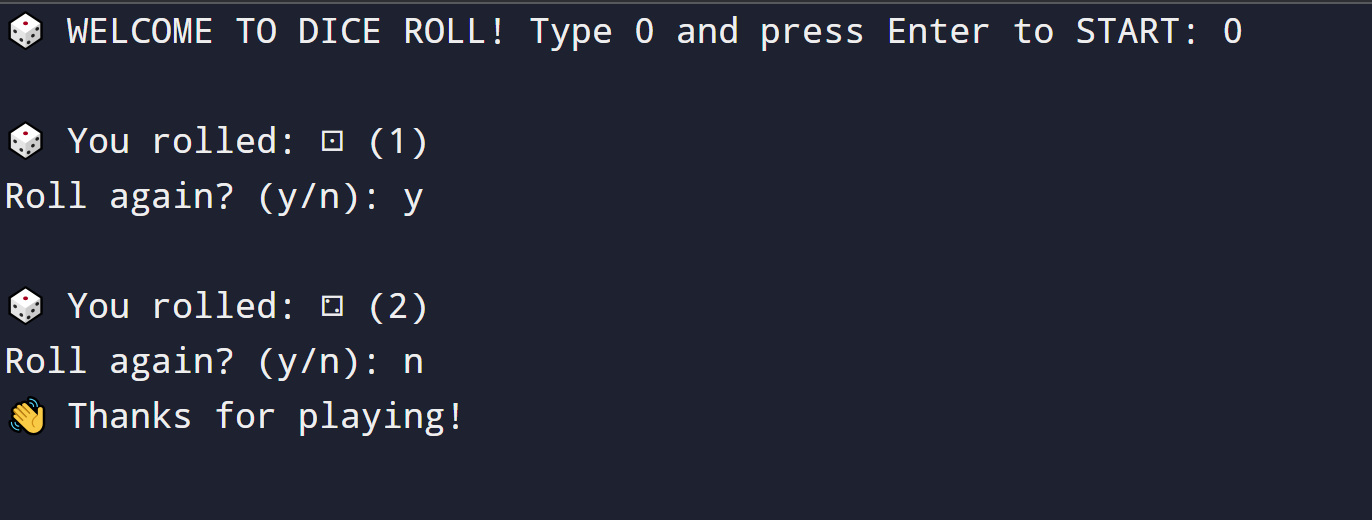 🎲 WELCOME TO DICE ROLL! Type 0 and press Enter to START: 0
🎲 You rolled: ⚀ (1)
Roll again? (y/n): y
🎲 You rolled: ⚁ (2)
Roll again? (y/n): n
👋 Thanks for playing!